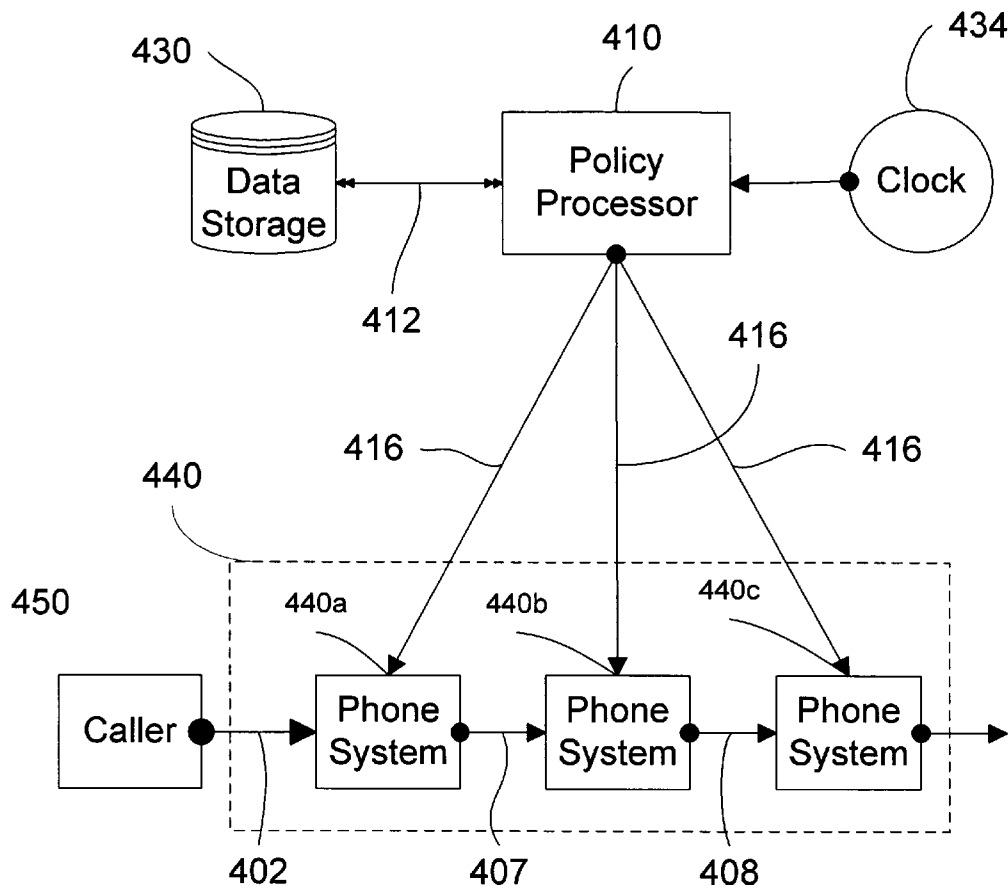 430
410
434
Data
Storage
Policy
Processor
Clock
412
416
416
416
440
450
440a
440b
440c
Caller
Phone
System
Phone
System
Phone
System
402
407
408